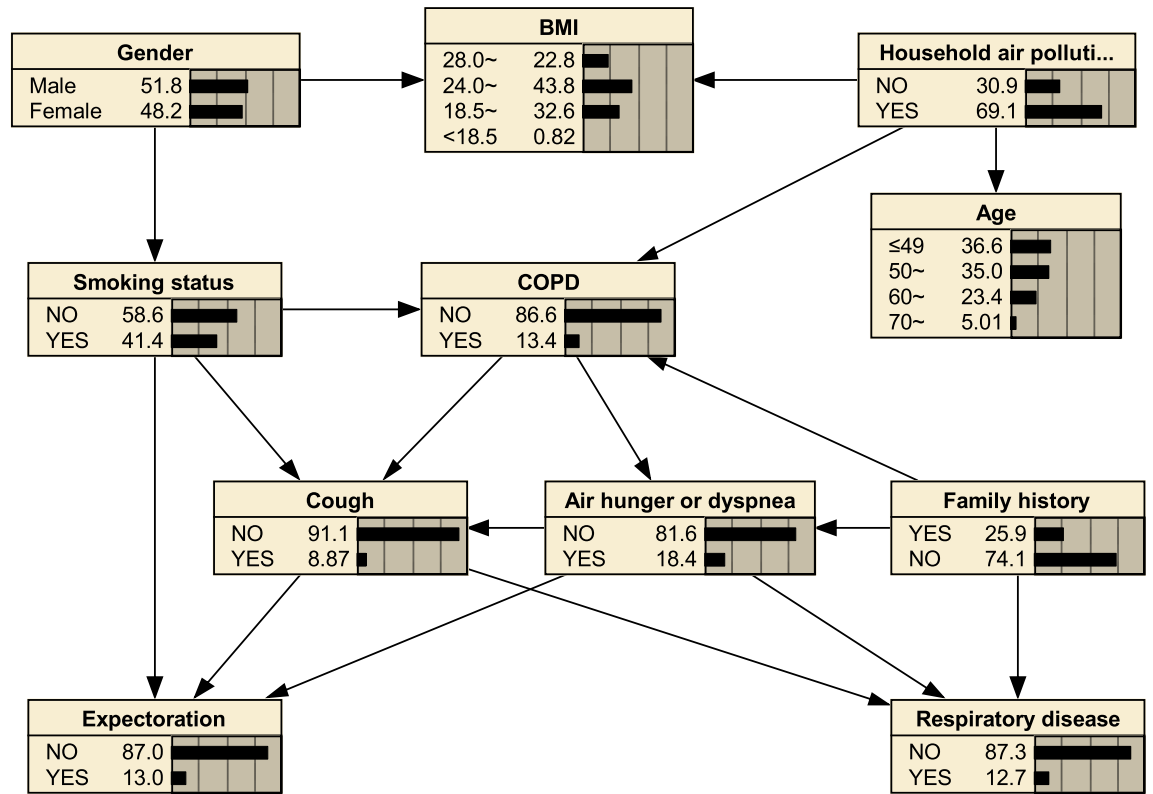 Gender
Male 51.8
Female 48.2
BMI
28.0~ 22.8
24.0~ 43.8
18.5~ 32.6
<18.5 0.82
Household air polluti...
NO 30.9
YES 69.1
Age
≤49 36.6
50~ 35.0
60~ 23.4
70~ 5.01
Smoking status
NO 58.6
YES 41.4
COPD
NO 86.6
YES 13.4
Cough
NO 91.1
YES 8.87
Air hunger or dyspnea
NO 81.6
YES 18.4
Family history
YES 25.9
NO 74.1
Expectoration
NO 87.0
YES 13.0
Respiratory disease
NO 87.3
YES 12.7